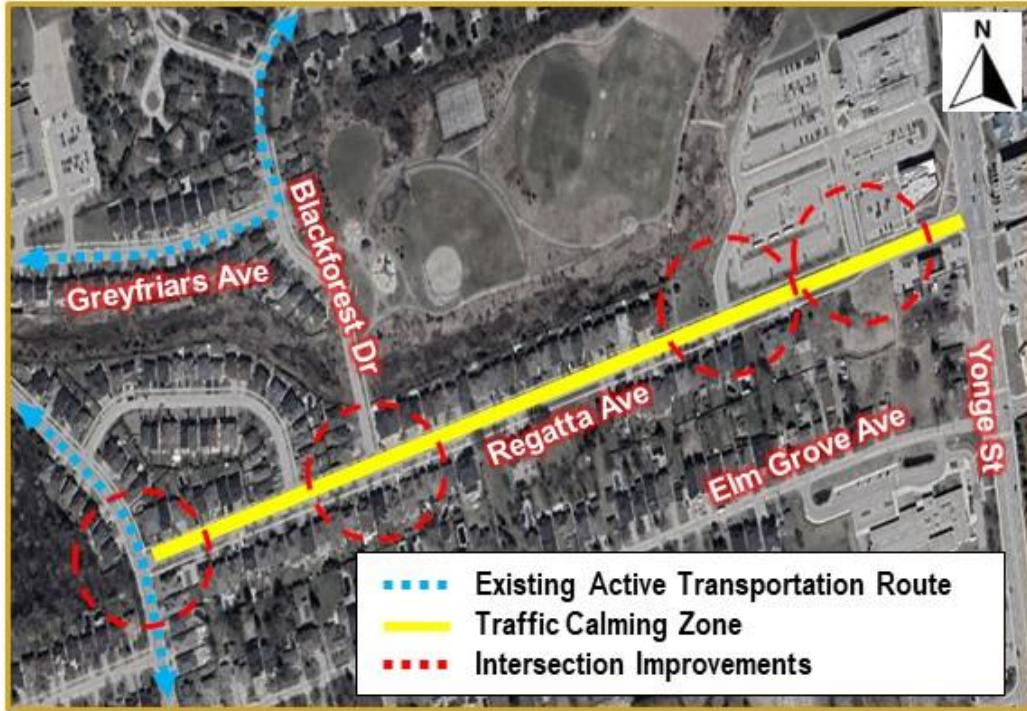 N
Blackforest Dr
Greyfriars Ave
Regatta Ave
Elm Grove Ave
Yonge St
Existing Active Transportation Route
Traffic Calming Zone
Intersection Improvements